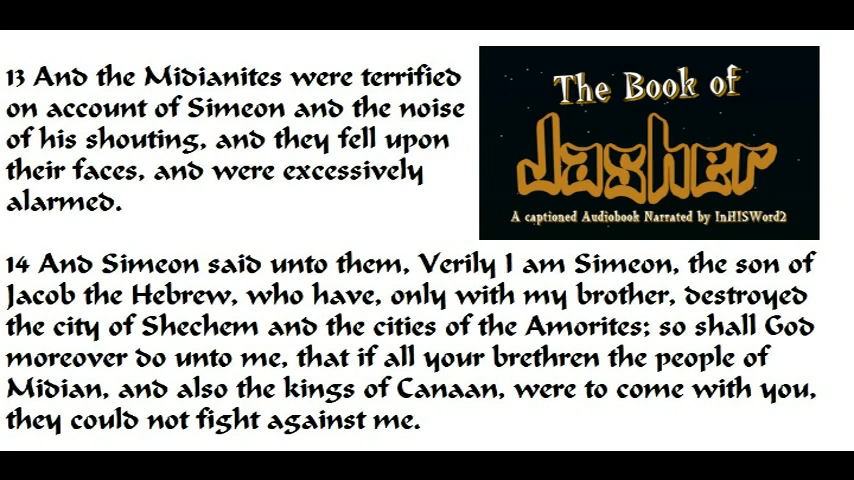 13 And the Midianites were terrified
on account of Simeon and the noise
of his shouting, and they fell upon
their faces, and were excessively
alarmed.
The Book of
Jasher
A captioned Audiobook Narrated by InHISWord2
14 And Simeon said unto them, Verily I am Simeon, the son of
Jacob the Hebrew, who have, only with my brother, destroyed
the city of Shechem and the cities of the Amorites; so shall God
moreover do unto me, that if all your brethren the people of
Midian, and also the kings of Canaan, were to come with you,
they could not fight against me.